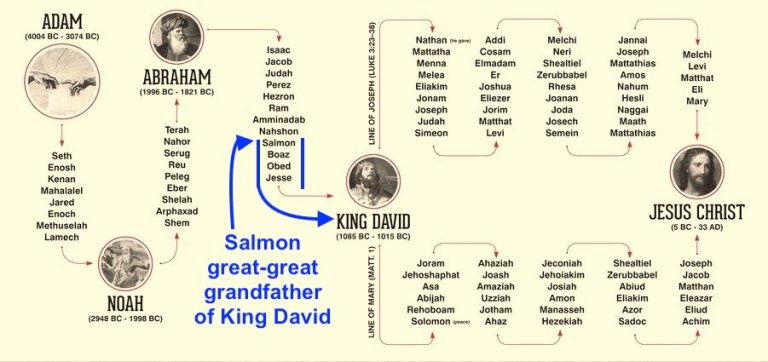 ADAM
(4004 BC - 3074 BC)
Seth
Enosh
Kenan
Mahalalel
Jared
Enoch
Methuselah
Lamech
NOAH
(2948 BC - 1998 BC)
ABRAHAM
(1996 BC - 1821 BC)
Terah
Nahor
Serug
Reu
Peleg
Eber
Shelah
Arphaxad
Shem
Isaac
Jacob
Judah
Perez
Hezron
Ram
Amminadab
Nahshon
Salmon
Boaz
Obed
Jesse
Salmon
great-great
grandfather
of King David
KING DAVID
(1085 BC - 1015 BC)
LINE OF JOSEPH (LUKE 3:23–38)
Nathan (he gave)
Mattatha
Menna
Melea
Eliakim
Jonam
Joseph
Judah
Simeon
Addi
Cosam
Elmadam
Er
Joshua
Eliezer
Jorim
Matthat
Levi
Melchi
Neri
Shealtiel
Zerubbabel
Rhesa
Joanan
Joda
Josech
Semein
Jannai
Joseph
Mattathias
Amos
Nahum
Hesli
Naggai
Maath
Mattathias
Melchi
Levi
Matthat
Eli
Mary
LINE OF MARY (MATT. 1)
Joram
Jehoshaphat
Asa
Abijah
Rehoboam
Solomon (peace)
Ahaziah
Joash
Amaziah
Uzziah
Jotham
Ahaz
Jeconiah
Jehoiakim
Josiah
Amon
Manasseh
Hezekiah
Shealtiel
Zerubbabel
Abiud
Eliakim
Azor
Sadoc
Joseph
Jacob
Matthan
Eleazar
Eliud
Achim
JESUS CHRIST
(5 BC - 33 AD)